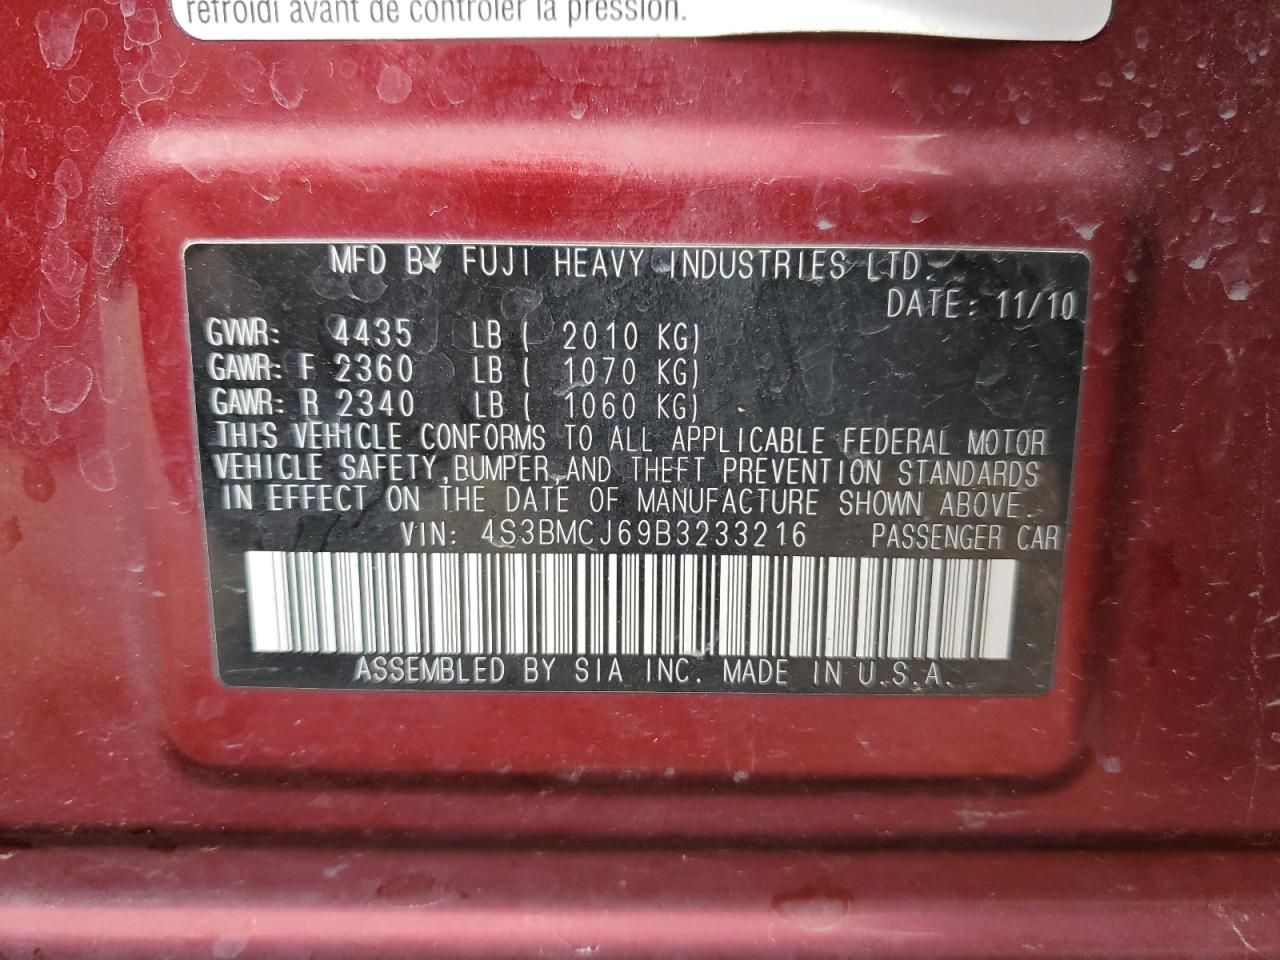 refroidi avant de contrôler la pression.
MFD BY FUJI HEAVY INDUSTRIES LTD.
DATE: 11/10
GVWR: 4435 LB ( 2010 KG)
GAWR: F 2360 LB ( 1070 KG)
GAWR: R 2340 LB ( 1060 KG)
THIS VEHICLE CONFORMS TO ALL APPLICABLE FEDERAL MOTOR
VEHICLE SAFETY,BUMPER,AND THEFT PREVENTION STANDARDS
IN EFFECT ON THE DATE OF MANUFACTURE SHOWN ABOVE.
VIN: 4S3BMCJ69B3233216 PASSENGER CAR
ASSEMBLED BY SIA INC. MADE IN U.S.A.